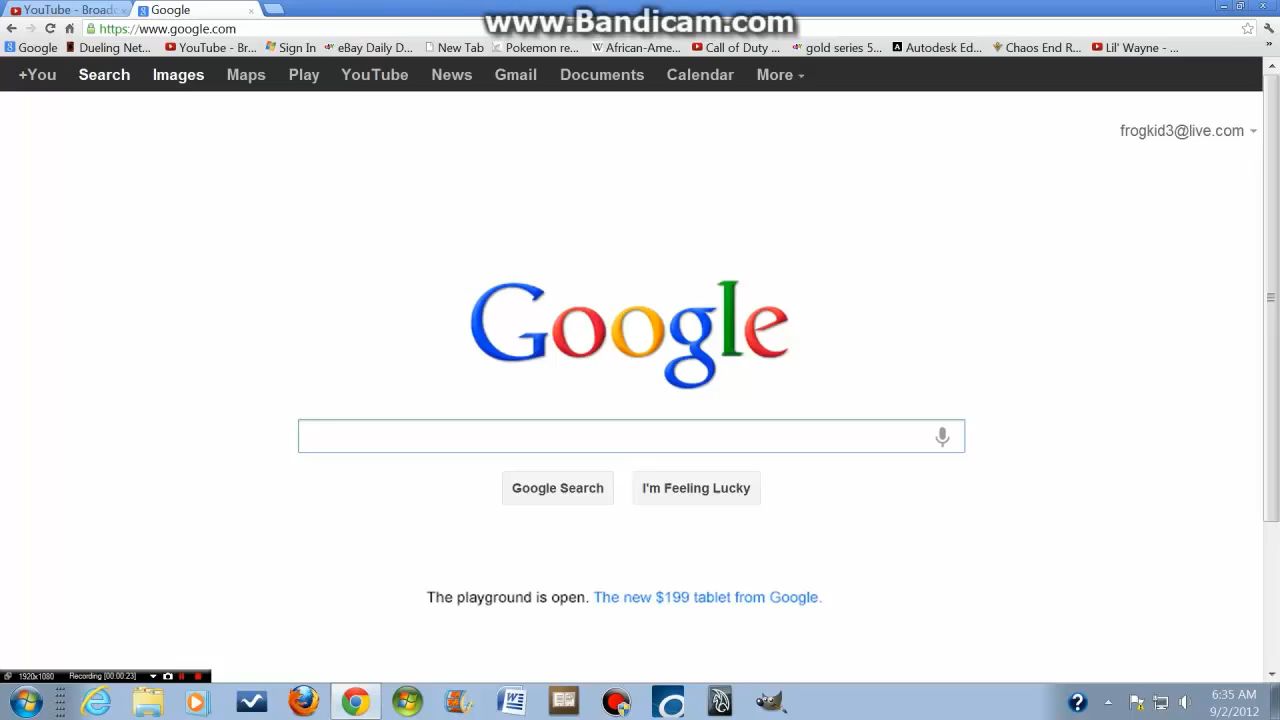 YouTube - Broadc
Google
www.Bandicam.com
https://www.google.com
Google
Dueling Net...
YouTube - Br...
Sign In
eBay Daily D...
New Tab
Pokemon re...
African-Ame...
Call of Duty ...
gold series 5...
Autodesk Ed...
Chaos End R...
Lil' Wayne - ...
+You Search Images Maps Play YouTube News Gmail Documents Calendar More
frogkid3@live.com
Google
Google Search
I'm Feeling Lucky
The playground is open. The new $199 tablet from Google.
1920x1080 Recording [00:00:23]
6:35 AM
9/2/2012